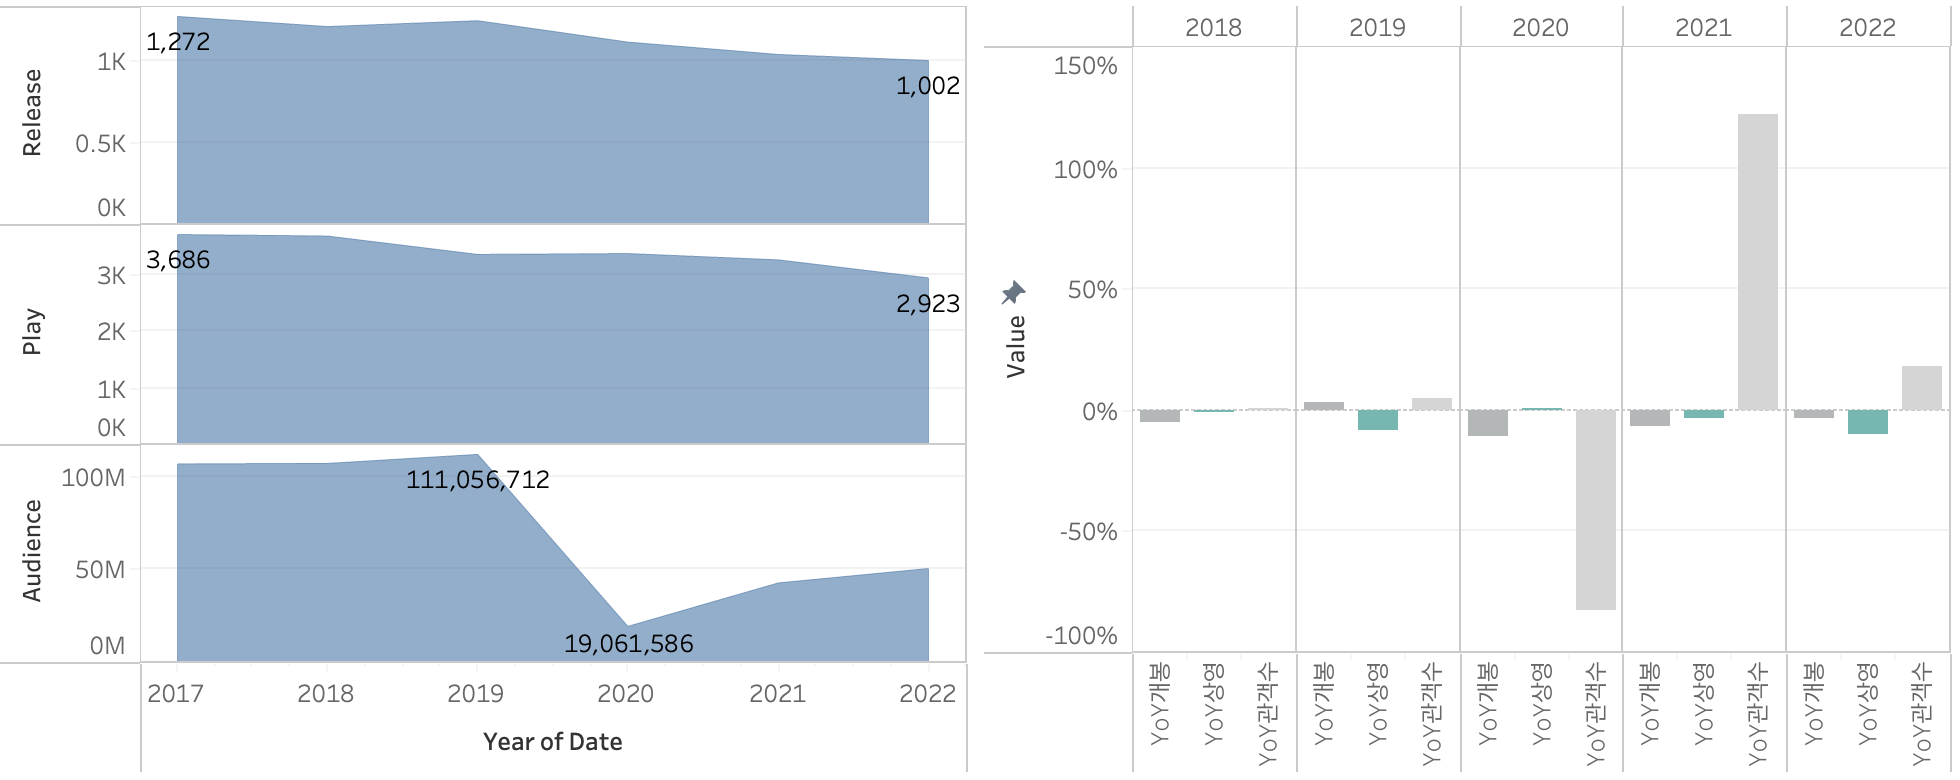 Release
1K
0.5K
0K
1,272
1,002
Play
3K
2K
1K
0K
3,686
2,923
Audience
100M
50M
0M
111,056,712
19,061,586
2017 2018 2019 2020 2021 2022
Year of Date
2018 2019 2020 2021 2022
Value
150%
100%
50%
0%
-50%
-100%
YoY개봉
YoY상영
YoY관객수
YoY개봉
YoY상영
YoY관객수
YoY개봉
YoY상영
YoY관객수
YoY개봉
YoY상영
YoY관객수
YoY개봉
YoY상영
YoY관객수